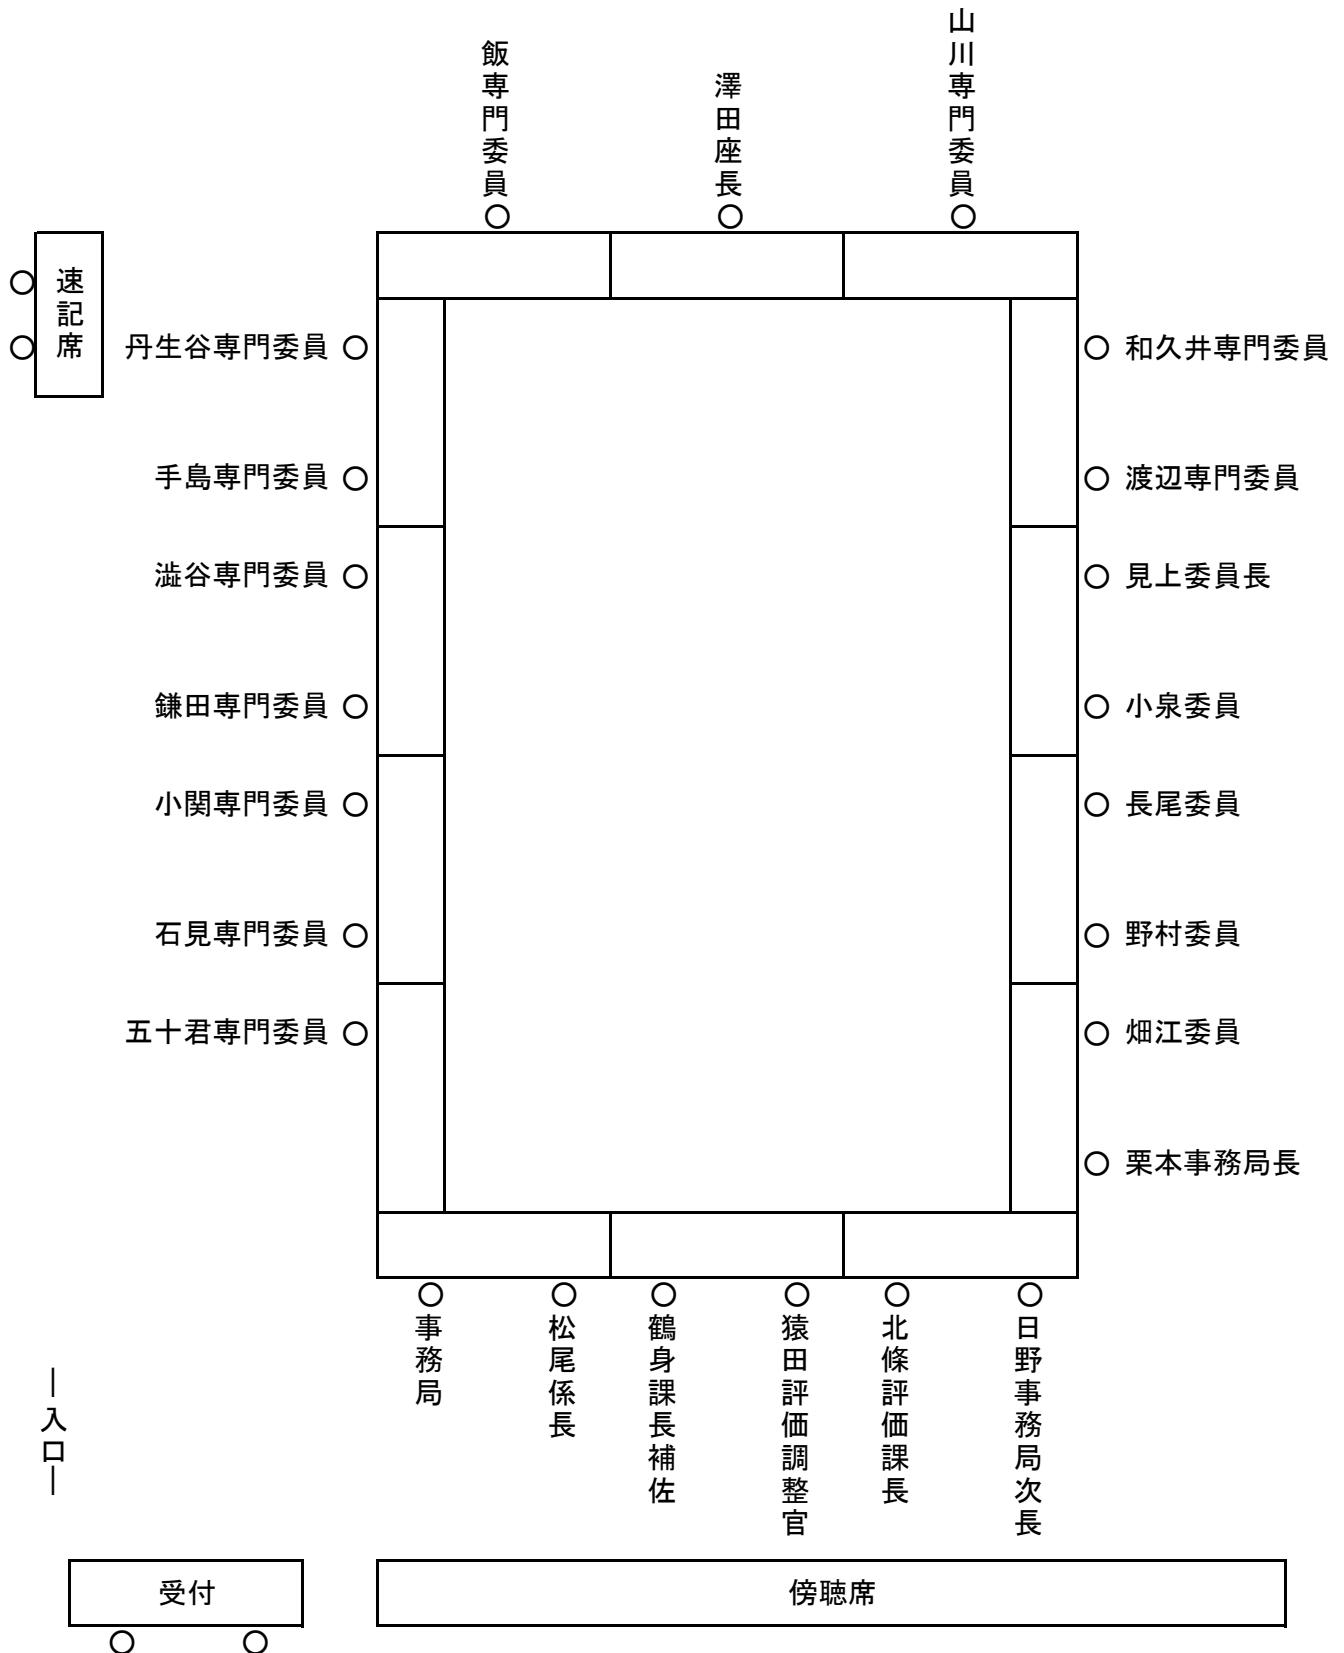 飯専門委員
澤田座長
山川専門委員
速記席
丹生谷専門委員
和久井専門委員
手島専門委員
渡辺専門委員
澁谷専門委員
見上委員長
鎌田専門委員
小泉委員
小関専門委員
長尾委員
石見専門委員
野村委員
五十君専門委員
畑江委員
栗本事務局長
事務局
松尾係長
鶴身課長補佐
猿田評価調整官
北條評価課長
日野事務局次長
―入口―
受付
傍聴席